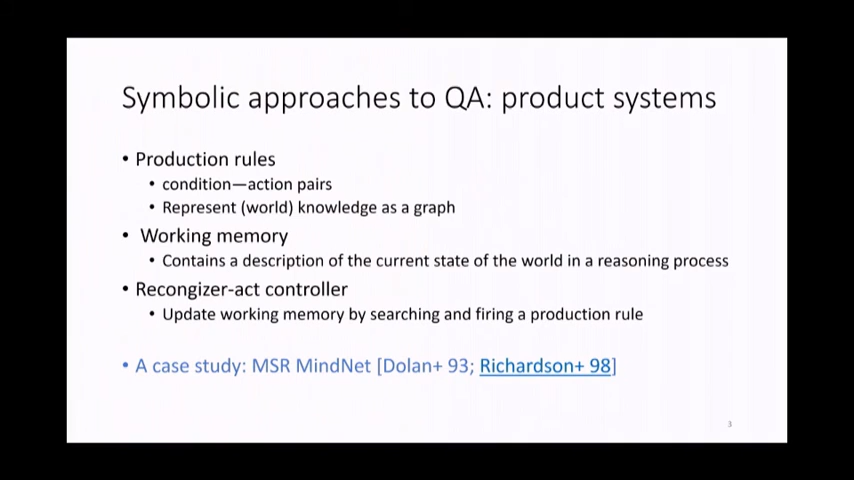 Symbolic approaches to QA: product systems
• Production rules
• condition—action pairs
• Represent (world) knowledge as a graph
• Working memory
• Contains a description of the current state of the world in a reasoning process
• Recongizer-act controller
• Update working memory by searching and firing a production rule
• A case study: MSR MindNet [Dolan+ 93; Richardson+ 98]
3